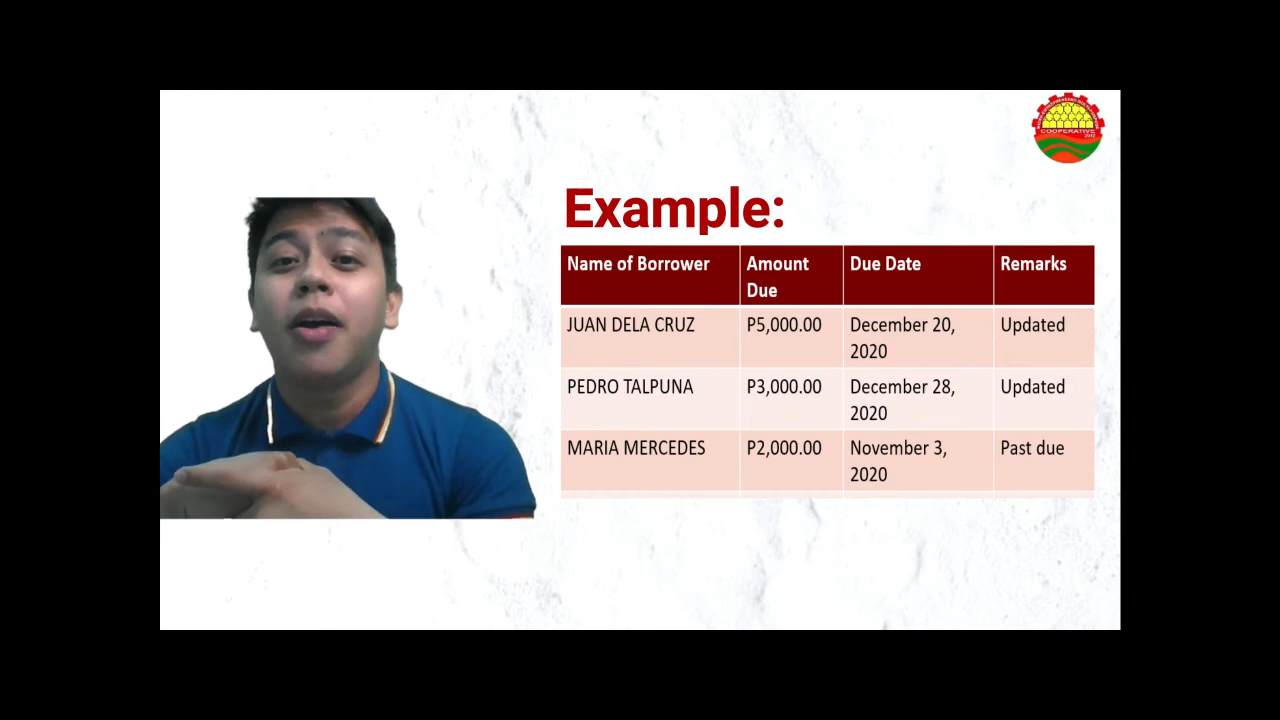 COOPERATIVE
Example:
Name of Borrower Amount Due Due Date Remarks
JUAN DELA CRUZ P5,000.00 December 20, 2020 Updated
PEDRO TALPUNA P3,000.00 December 28, 2020 Updated
MARIA MERCEDES P2,000.00 November 3, 2020 Past due